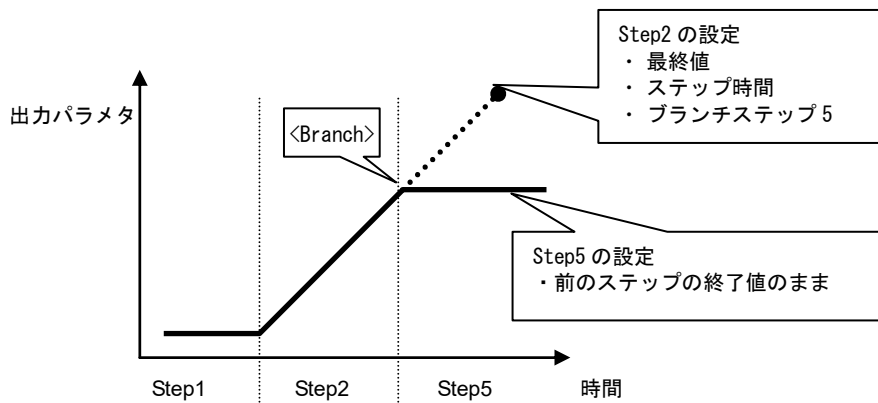 Step2 の設定
・ 最終値
・ ステップ時間
・ ブランチステップ 5
出力パラメタ
<Branch>
Step5 の設定
・前のステップの終了値のまま
Step1
Step2
Step5
時間